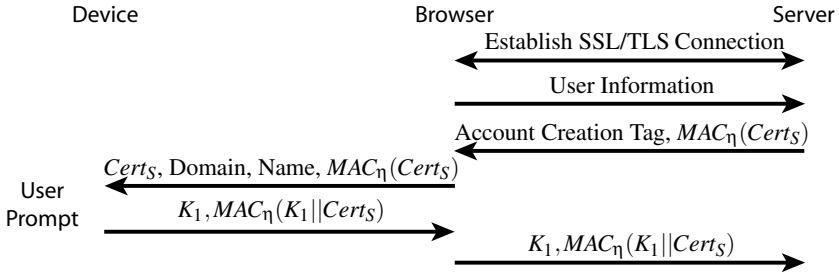 Device Browser Server
Establish SSL/TLS Connection
User Information
Account Creation Tag, MACη(CertS)
CertS, Domain, Name, MACη(CertS)
User
Prompt
K1,MACη(K1||CertS)
K1,MACη(K1||CertS)